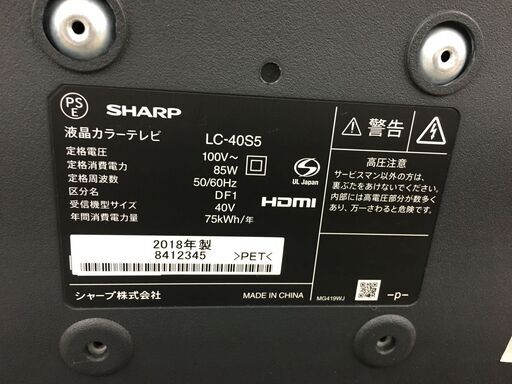 PS
E
SHARP
液晶カラーテレビ LC-40S5
定格電圧 100V～
定格消費電力 85W
定格周波数 50/60Hz
区分名 DF1
受信機型サイズ 40V
年間消費電力量 75kWh/年
S
UL Japan
HDMI
2018年製
8412345
>PET<
シャープ株式会社
MADE IN CHINA
警告
高圧注意
サービスマン以外の方は、
裏ぶたをあけないでください。
内部には高電圧部分が数多く
あり、万一さわると危険です。
MG419WJ
-p-